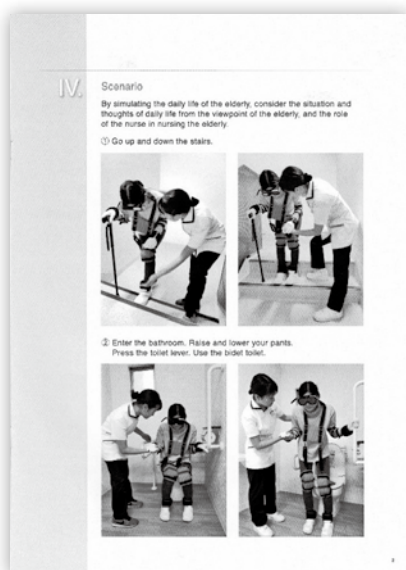 IV.
Scenario
By simulating the daily life of the elderly, consider the situation and
thoughts of daily life from the viewpoint of the elderly, and the role
of the nurse in nursing the elderly.
① Go up and down the stairs.
② Enter the bathroom. Raise and lower your pants.
Press the toilet lever. Use the bidet toilet.